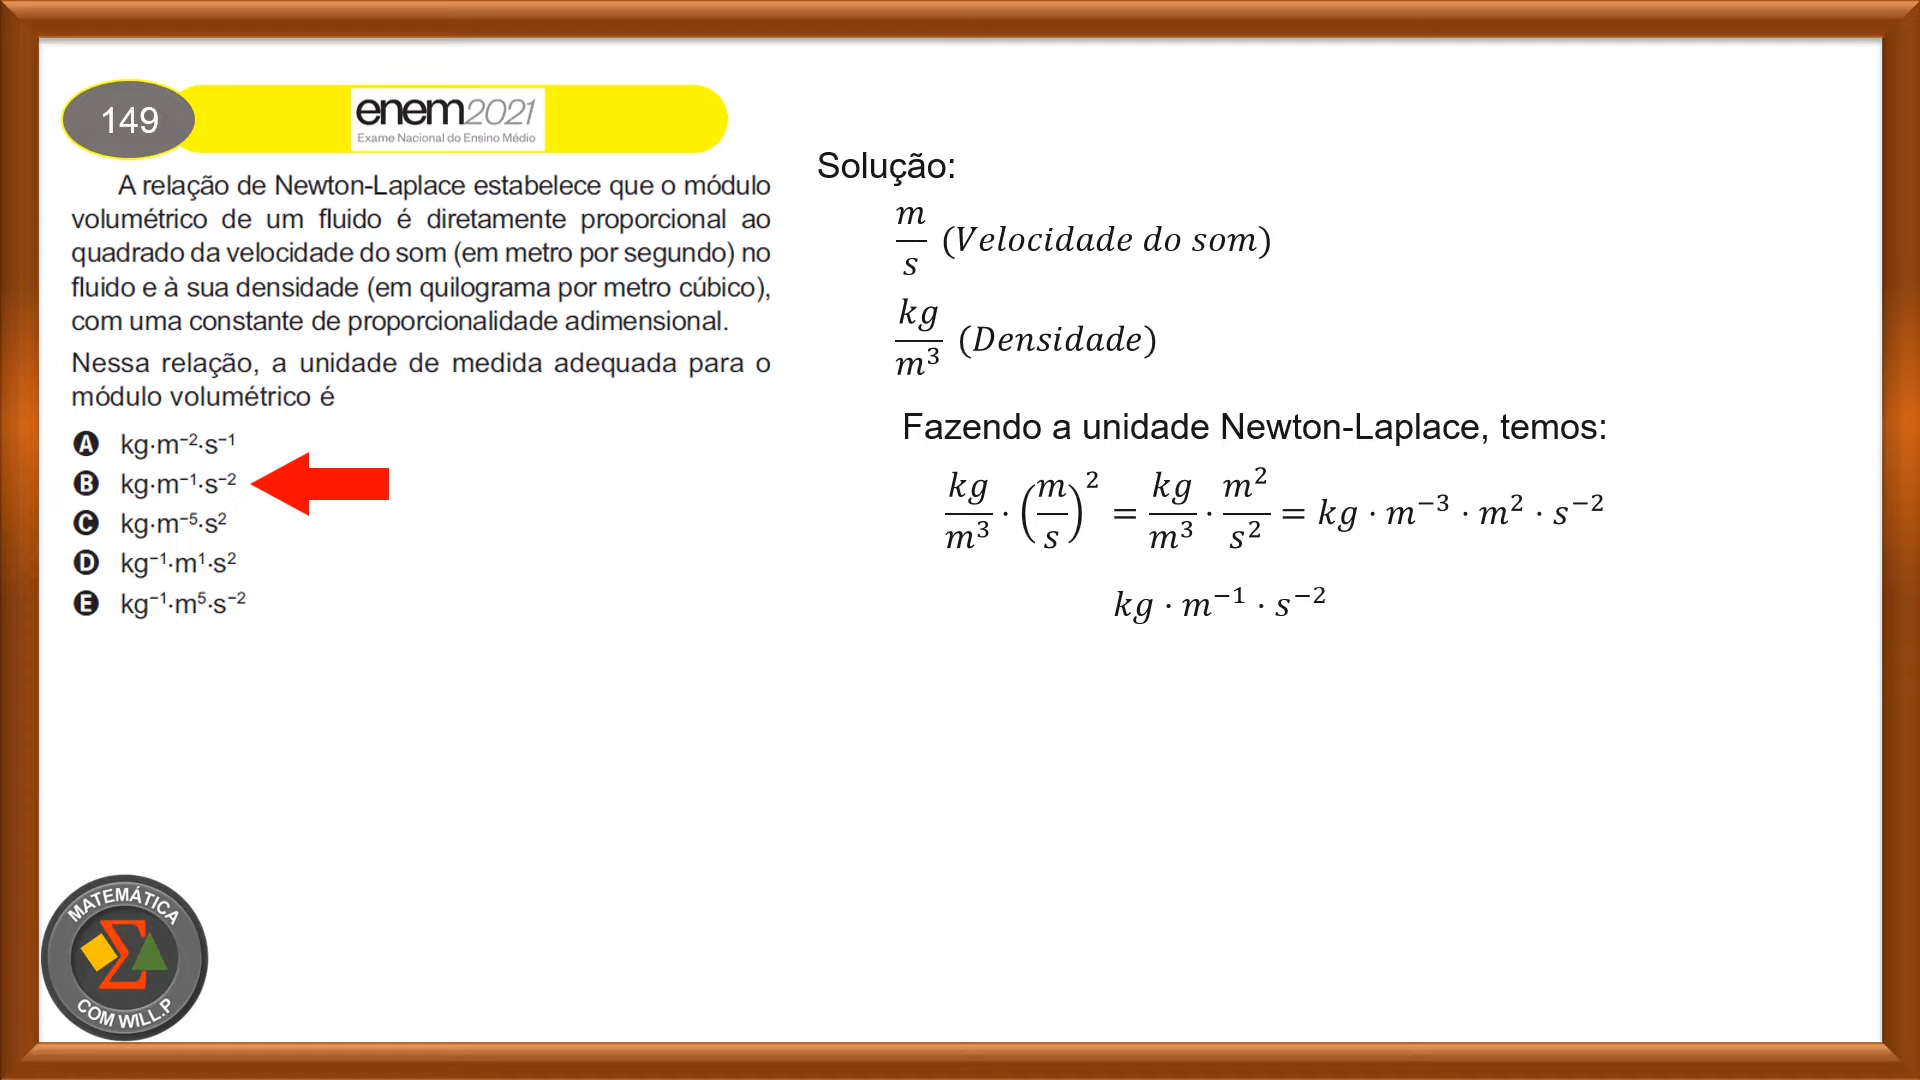 149
enem2021
Exame Nacional do Ensino Médio
A relação de Newton-Laplace estabelece que o módulo
volumétrico de um fluido é diretamente proporcional ao
quadrado da velocidade do som (em metro por segundo) no
fluido e à sua densidade (em quilograma por metro cúbico),
com uma constante de proporcionalidade adimensional.
Nessa relação, a unidade de medida adequada para o
módulo volumétrico é
A kg·m⁻²·s⁻¹
B kg·m⁻¹·s⁻²
C kg·m⁻⁵·s²
D kg⁻¹·m¹·s²
E kg⁻¹·m⁵·s⁻²
Solução:
m/s (Velocidade do som)
kg/m³ (Densidade)
Fazendo a unidade Newton-Laplace, temos:
kg/m³ · (m/s)² = kg/m³ · m²/s² = kg · m⁻³ · m² · s⁻²
kg · m⁻¹ · s⁻²
MATEMÁTICA
COM WILL.P